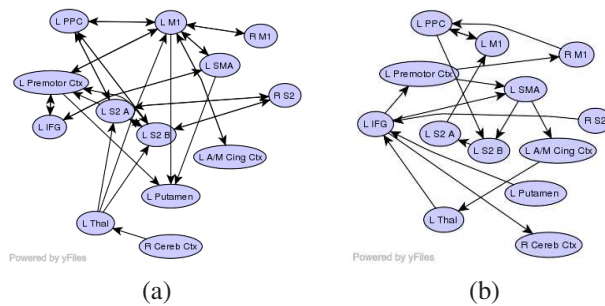 L PPC
L M1
R M1
L SMA
L Premotor Ctx
R S2
L S2 A
L IFG
L S2 B
L A/M Cing Ctx
L Putamen
L Thal
R Cereb Ctx
Powered by yFiles
(a)
L PPC
L M1
R M1
L Premotor Ctx
L SMA
L IFG
R S2
L S2 A
L S2 B
L A/M Cing Ctx
L Putamen
L Thal
R Cereb Ctx
Powered by yFiles
(b)